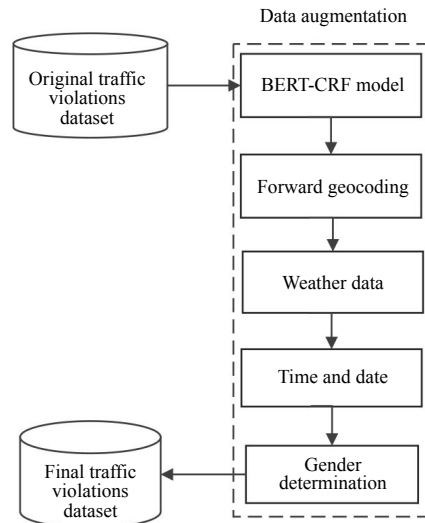 Data augmentation
Original traffic
violations
dataset
BERT-CRF model
Forward geocoding
Weather data
Time and date
Gender
determination
Final traffic
violations
dataset